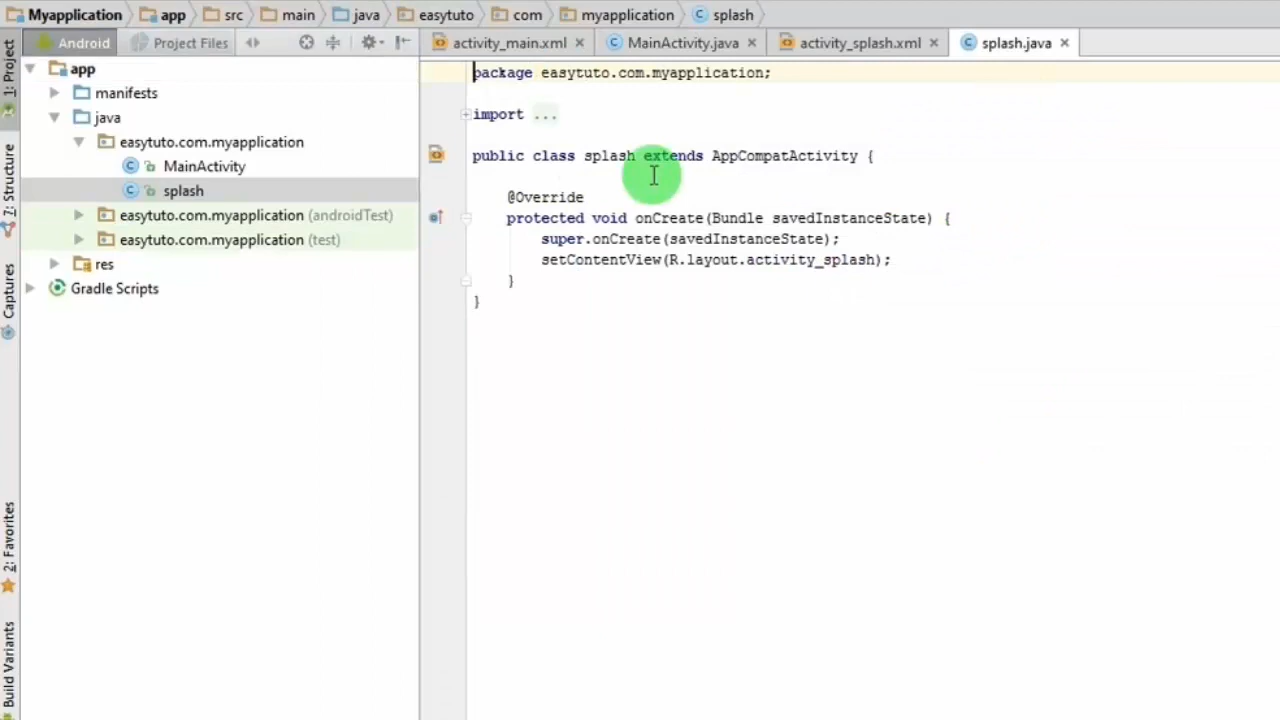 Myapplication app src main java easytuto com myapplication splash
Android Project Files
activity_main.xml MainActivity.java activity_splash.xml splash.java
1: Project
7: Structure
Captures
2: Favorites
Build Variants
app
manifests
java
easytuto.com.myapplication
MainActivity
splash
easytuto.com.myapplication (androidTest)
easytuto.com.myapplication (test)
res
Gradle Scripts
package easytuto.com.myapplication;
import ...
public class splash extends AppCompatActivity {
@Override
protected void onCreate(Bundle savedInstanceState) {
super.onCreate(savedInstanceState);
setContentView(R.layout.activity_splash);
}
}